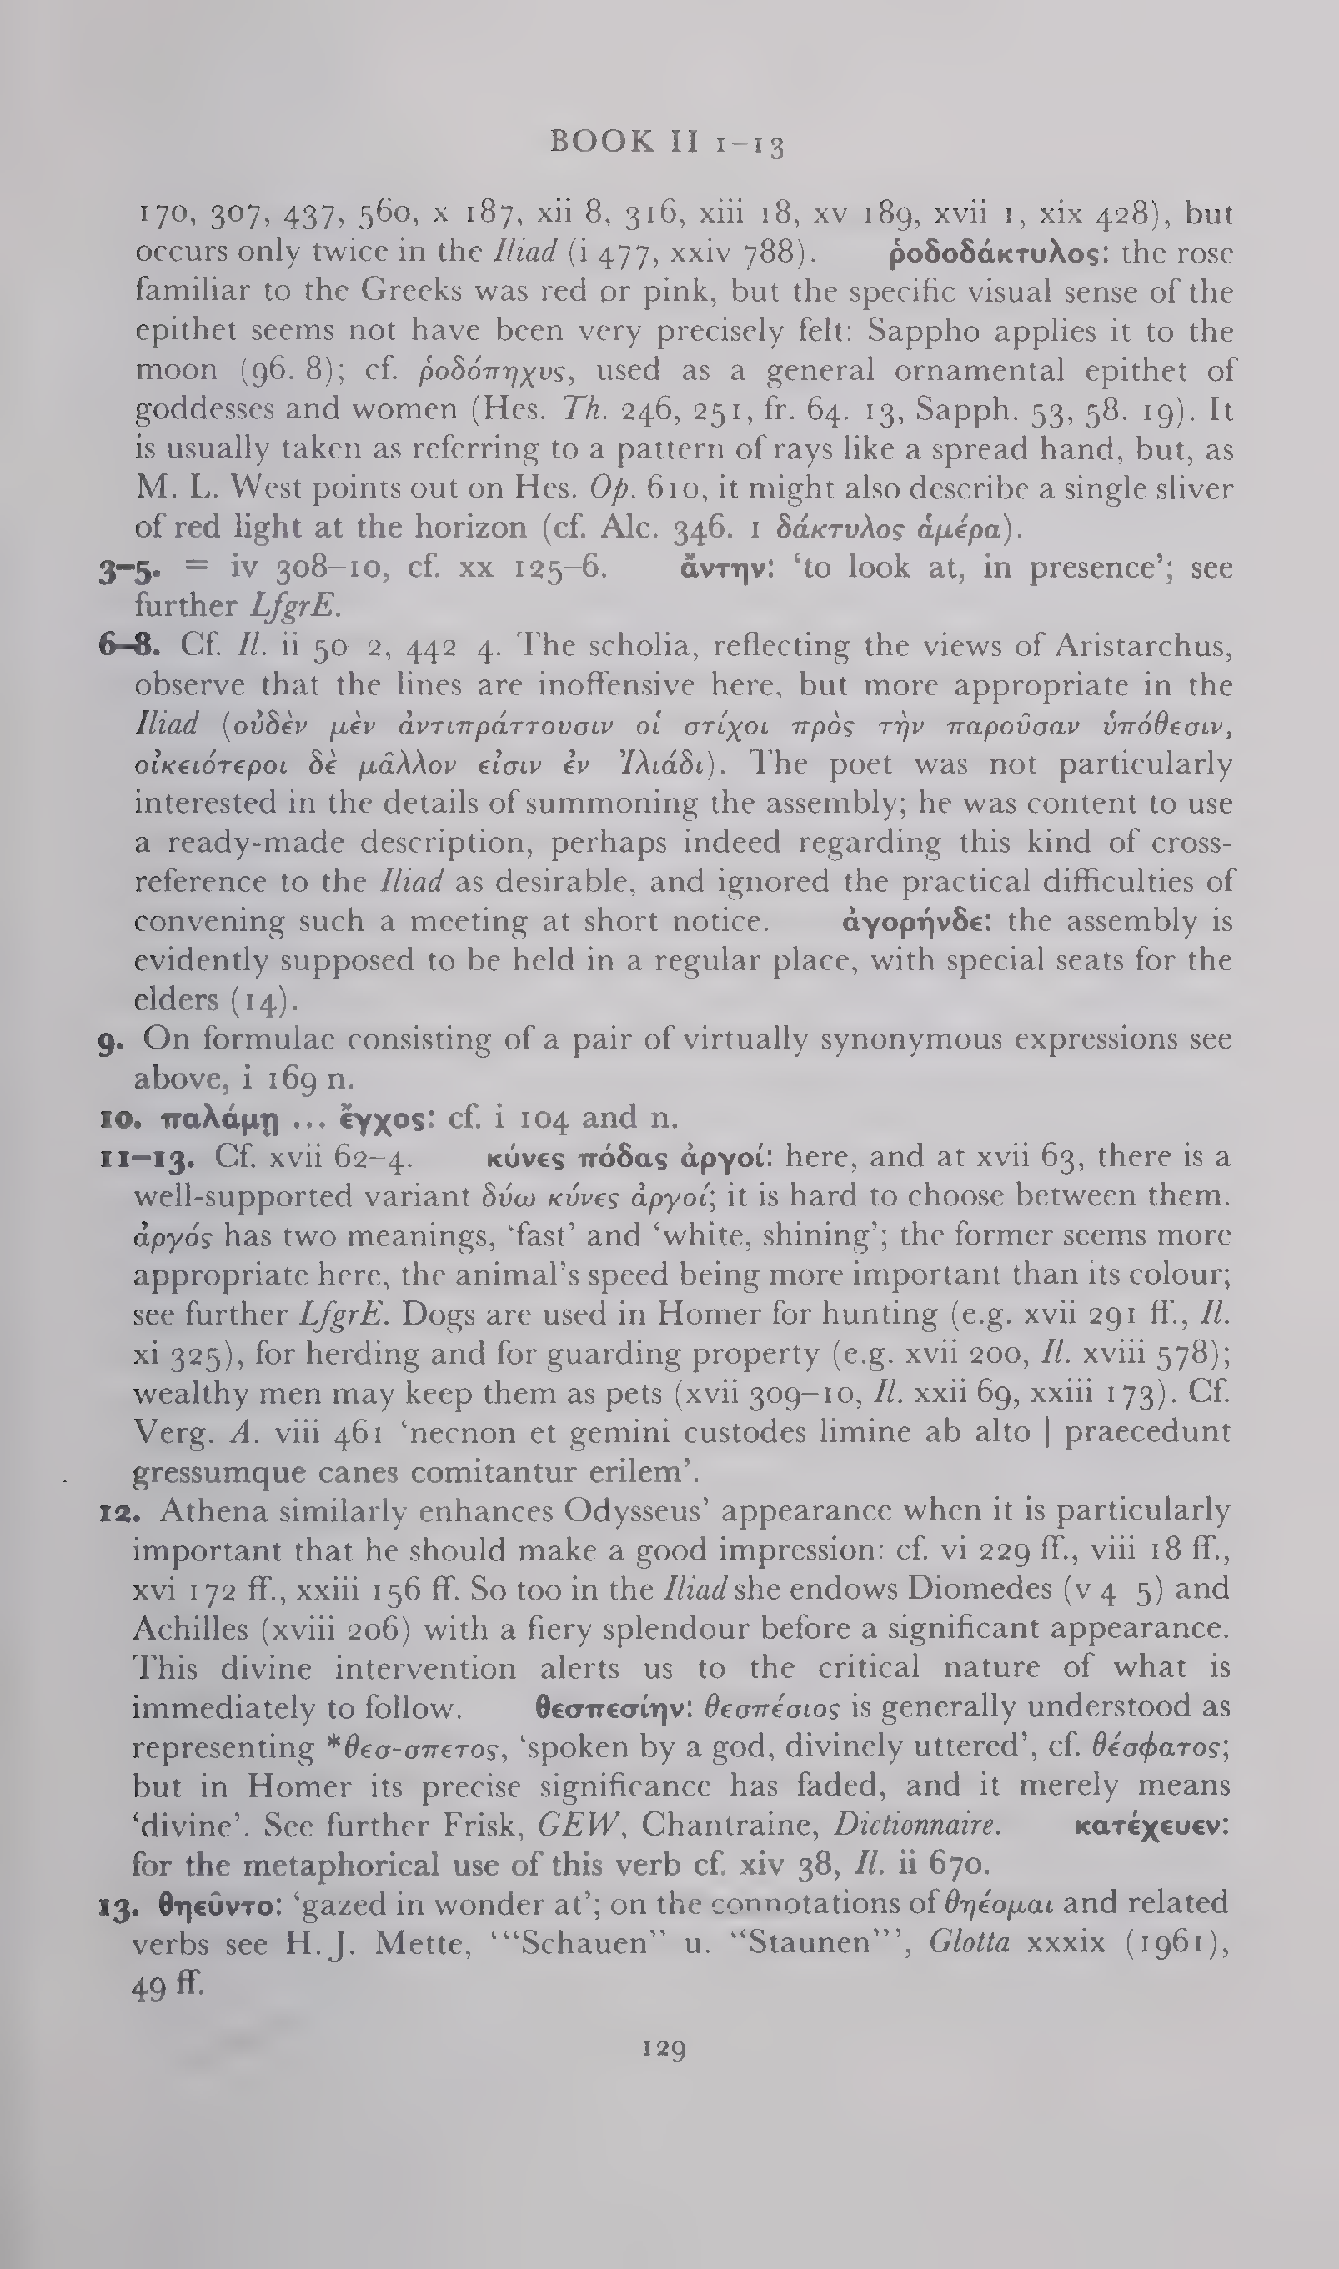 BOOK II 1–13
170, 307, 437, 560, x 187, xii 8, 316, xiii 18, xv 189, xvii 1, xix 428), but
occurs only twice in the Iliad (i 477, xxiv 788). ῥοδοδάκτυλος: the rose
familiar to the Greeks was red or pink, but the specific visual sense of the
epithet seems not have been very precisely felt: Sappho applies it to the
moon (96. 8); cf. ῥοδόπηχυς, used as a general ornamental epithet of
goddesses and women (Hes. Th. 246, 251, fr. 64. 13, Sapph. 53, 58. 19). It
is usually taken as referring to a pattern of rays like a spread hand, but, as
M. L. West points out on Hes. Op. 610, it might also describe a single sliver
of red light at the horizon (cf. Alc. 346. 1 δάκτυλος ἀμέρα).
3–5. = iv 308–10, cf. xx 125–6. ἄντην: ‘to look at, in presence’; see
further LfgrE.
6–8. Cf. Il. ii 50 2, 442 4. The scholia, reflecting the views of Aristarchus,
observe that the lines are inoffensive here, but more appropriate in the
Iliad (οὐδὲν μὲν ἀντιπράττουσιν οἱ στίχοι πρὸς τὴν παροῦσαν ὑπόθεσιν,
οἰκειότεροι δὲ μᾶλλον εἰσιν ἐν Ἰλιάδι). The poet was not particularly
interested in the details of summoning the assembly; he was content to use
a ready-made description, perhaps indeed regarding this kind of cross-
reference to the Iliad as desirable, and ignored the practical difficulties of
convening such a meeting at short notice. ἀγορήνδε: the assembly is
evidently supposed to be held in a regular place, with special seats for the
elders (14).
9. On formulae consisting of a pair of virtually synonymous expressions see
above, i 169 n.
10. παλάμῃ ... ἔγχος: cf. i 104 and n.
11–13. Cf. xvii 62–4. κύνες πόδας ἀργοί: here, and at xvii 63, there is a
well-supported variant δύω κύνες ἀργοί; it is hard to choose between them.
ἀργός has two meanings, ‘fast’ and ‘white, shining’; the former seems more
appropriate here, the animal’s speed being more important than its colour;
see further LfgrE. Dogs are used in Homer for hunting (e.g. xvii 291 ff., Il.
xi 325), for herding and for guarding property (e.g. xvii 200, Il. xviii 578);
wealthy men may keep them as pets (xvii 309–10, Il. xxii 69, xxiii 173). Cf.
Verg. A. viii 461 ‘necnon et gemini custodes limine ab alto | praecedunt
gressumque canes comitantur erilem’.
12. Athena similarly enhances Odysseus’ appearance when it is particularly
important that he should make a good impression: cf. vi 229 ff., viii 18 ff.,
xvi 172 ff., xxiii 156 ff. So too in the Iliad she endows Diomedes (v 4 5) and
Achilles (xviii 206) with a fiery splendour before a significant appearance.
This divine intervention alerts us to the critical nature of what is
immediately to follow. θεσπεσίην: θεσπέσιος is generally understood as
representing *θεσ-σπετος, ‘spoken by a god, divinely uttered’, cf. θέσφατος;
but in Homer its precise significance has faded, and it merely means
‘divine’. See further Frisk, GEW, Chantraine, Dictionnaire. κατέχευεν:
for the metaphorical use of this verb cf. xiv 38, Il. ii 670.
13. θηεῦντο: ‘gazed in wonder at’; on the connotations of θηέομαι and related
verbs see H. J. Mette, ‘“Schauen” u. “Staunen”’, Glotta xxxix (1961),
49 ff.
129